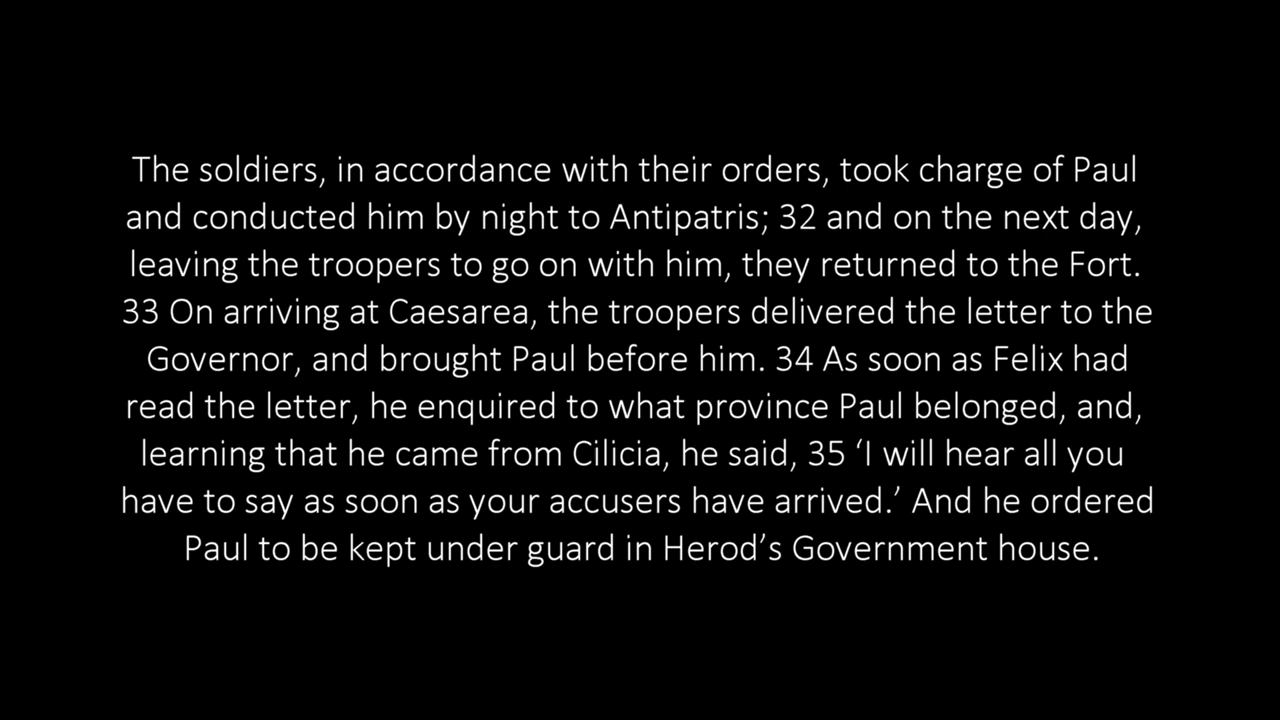 The soldiers, in accordance with their orders, took charge of Paul
and conducted him by night to Antipatris; 32 and on the next day,
leaving the troopers to go on with him, they returned to the Fort.
33 On arriving at Caesarea, the troopers delivered the letter to the
Governor, and brought Paul before him. 34 As soon as Felix had
read the letter, he enquired to what province Paul belonged, and,
learning that he came from Cilicia, he said, 35 ‘I will hear all you
have to say as soon as your accusers have arrived.’ And he ordered
Paul to be kept under guard in Herod’s Government house.